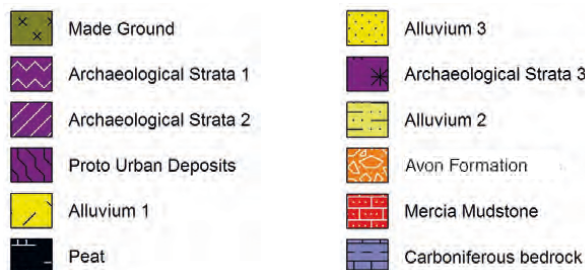 Made Ground
Archaeological Strata 1
Archaeological Strata 2
Proto Urban Deposits
Alluvium 1
Peat
Alluvium 3
Archaeological Strata 3
Alluvium 2
Avon Formation
Mercia Mudstone
Carboniferous bedrock